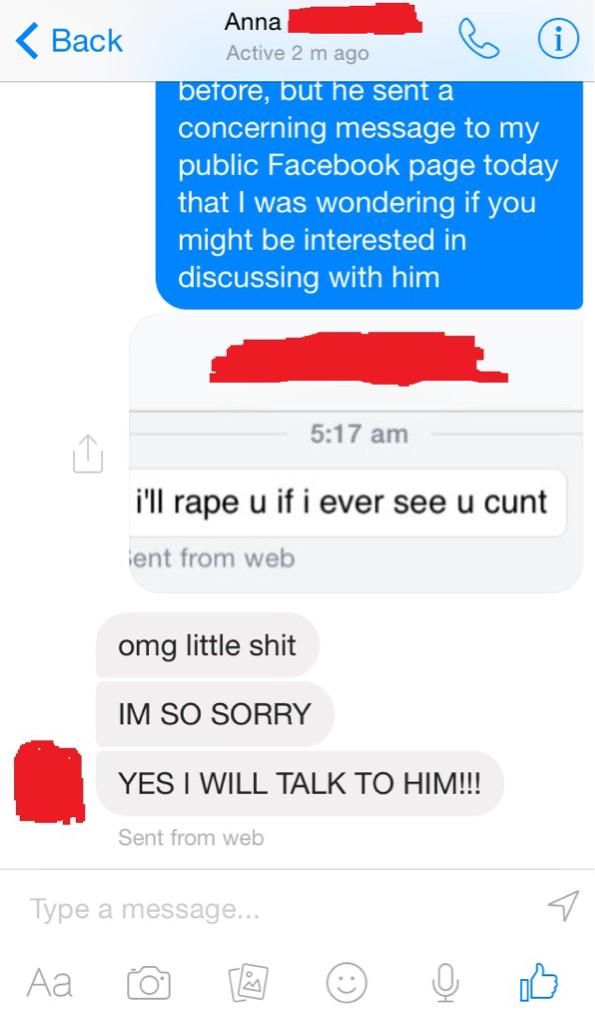 Back
Anna
Active 2 m ago
before, but he sent a
concerning message to my
public Facebook page today
that I was wondering if you
might be interested in
discussing with him
5:17 am
i'll rape u if i ever see u cunt
Sent from web
omg little shit
IM SO SORRY
YES I WILL TALK TO HIM!!!
Sent from web
Type a message...
Aa